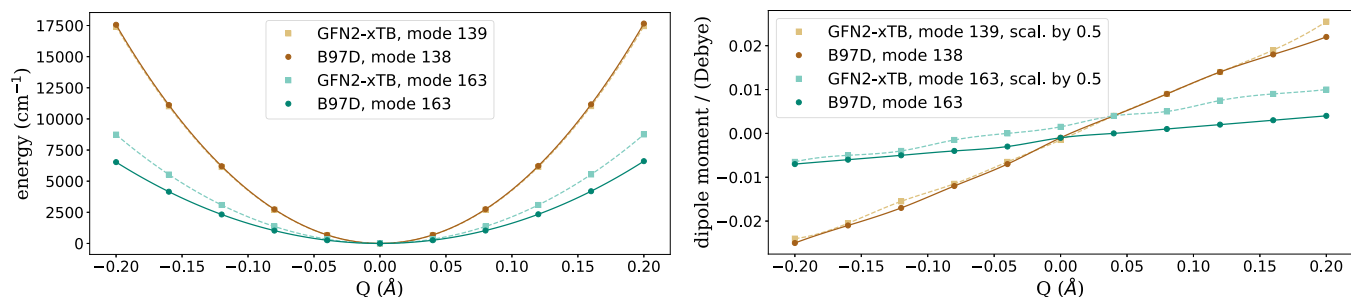 17500
15000
12500
10000
7500
5000
2500
0
energy (cm⁻¹)
GFN2-xTB, mode 139
B97D, mode 138
GFN2-xTB, mode 163
B97D, mode 163
−0.20 −0.15 −0.10 −0.05 0.00 0.05 0.10 0.15 0.20
Q (Å)
0.02
0.01
0.00
−0.01
−0.02
dipole moment / (Debye)
GFN2-xTB, mode 139, scal. by 0.5
B97D, mode 138
GFN2-xTB, mode 163, scal. by 0.5
B97D, mode 163
−0.20 −0.15 −0.10 −0.05 0.00 0.05 0.10 0.15 0.20
Q (Å)